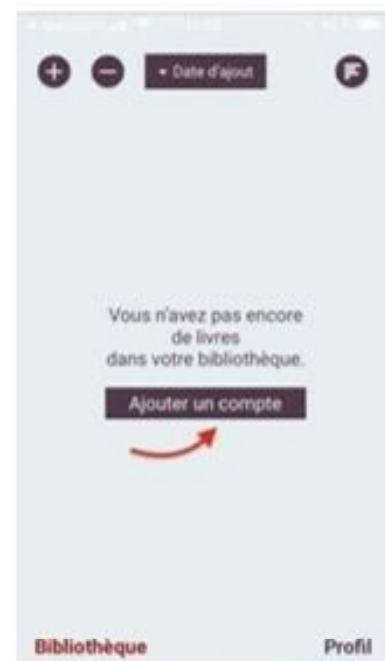 Date d'ajout
Vous n'avez pas encore
de livres
dans votre bibliothèque.
Ajouter un compte
Bibliothèque Profil